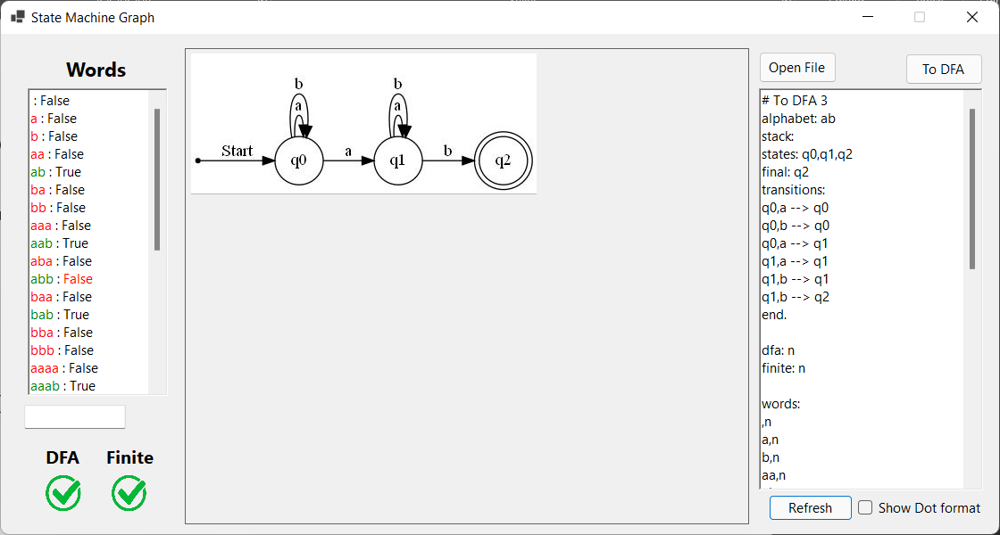 State Machine Graph
Words
: False
a : False
b : False
aa : False
ab : True
ba : False
bb : False
aaa : False
aab : True
aba : False
abb : False
baa : False
bab : True
bba : False
bbb : False
aaaa : False
aaab : True
DFA Finite
b b
a a
Start a b
q0 q1 q2
Open File To DFA
# To DFA 3
alphabet: ab
stack:
states: q0,q1,q2
final: q2
transitions:
q0,a --> q0
q0,b --> q0
q0,a --> q1
q1,a --> q1
q1,b --> q1
q1,b --> q2
end.
dfa: n
finite: n
words:
,n
a,n
b,n
aa,n
Refresh Show Dot format